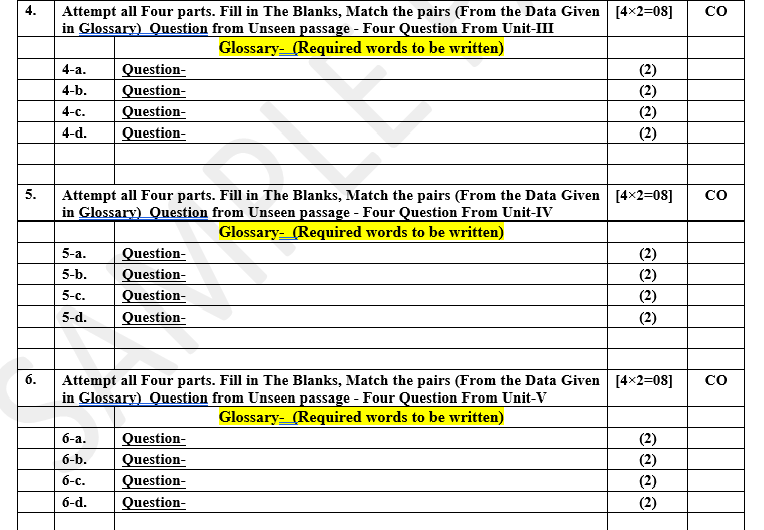 4. Attempt all Four parts. Fill in The Blanks, Match the pairs (From the Data Given [4×2=08] CO
in Glossary) Question from Unseen passage - Four Question From Unit-III
Glossary- (Required words to be written)
4-a. Question- (2)
4-b. Question- (2)
4-c. Question- (2)
4-d. Question- (2)
5. Attempt all Four parts. Fill in The Blanks, Match the pairs (From the Data Given [4×2=08] CO
in Glossary) Question from Unseen passage - Four Question From Unit-IV
Glossary- (Required words to be written)
5-a. Question- (2)
5-b. Question- (2)
5-c. Question- (2)
5-d. Question- (2)
6. Attempt all Four parts. Fill in The Blanks, Match the pairs (From the Data Given [4×2=08] CO
in Glossary) Question from Unseen passage - Four Question From Unit-V
Glossary- (Required words to be written)
6-a. Question- (2)
6-b. Question- (2)
6-c. Question- (2)
6-d. Question- (2)
SAMPLE